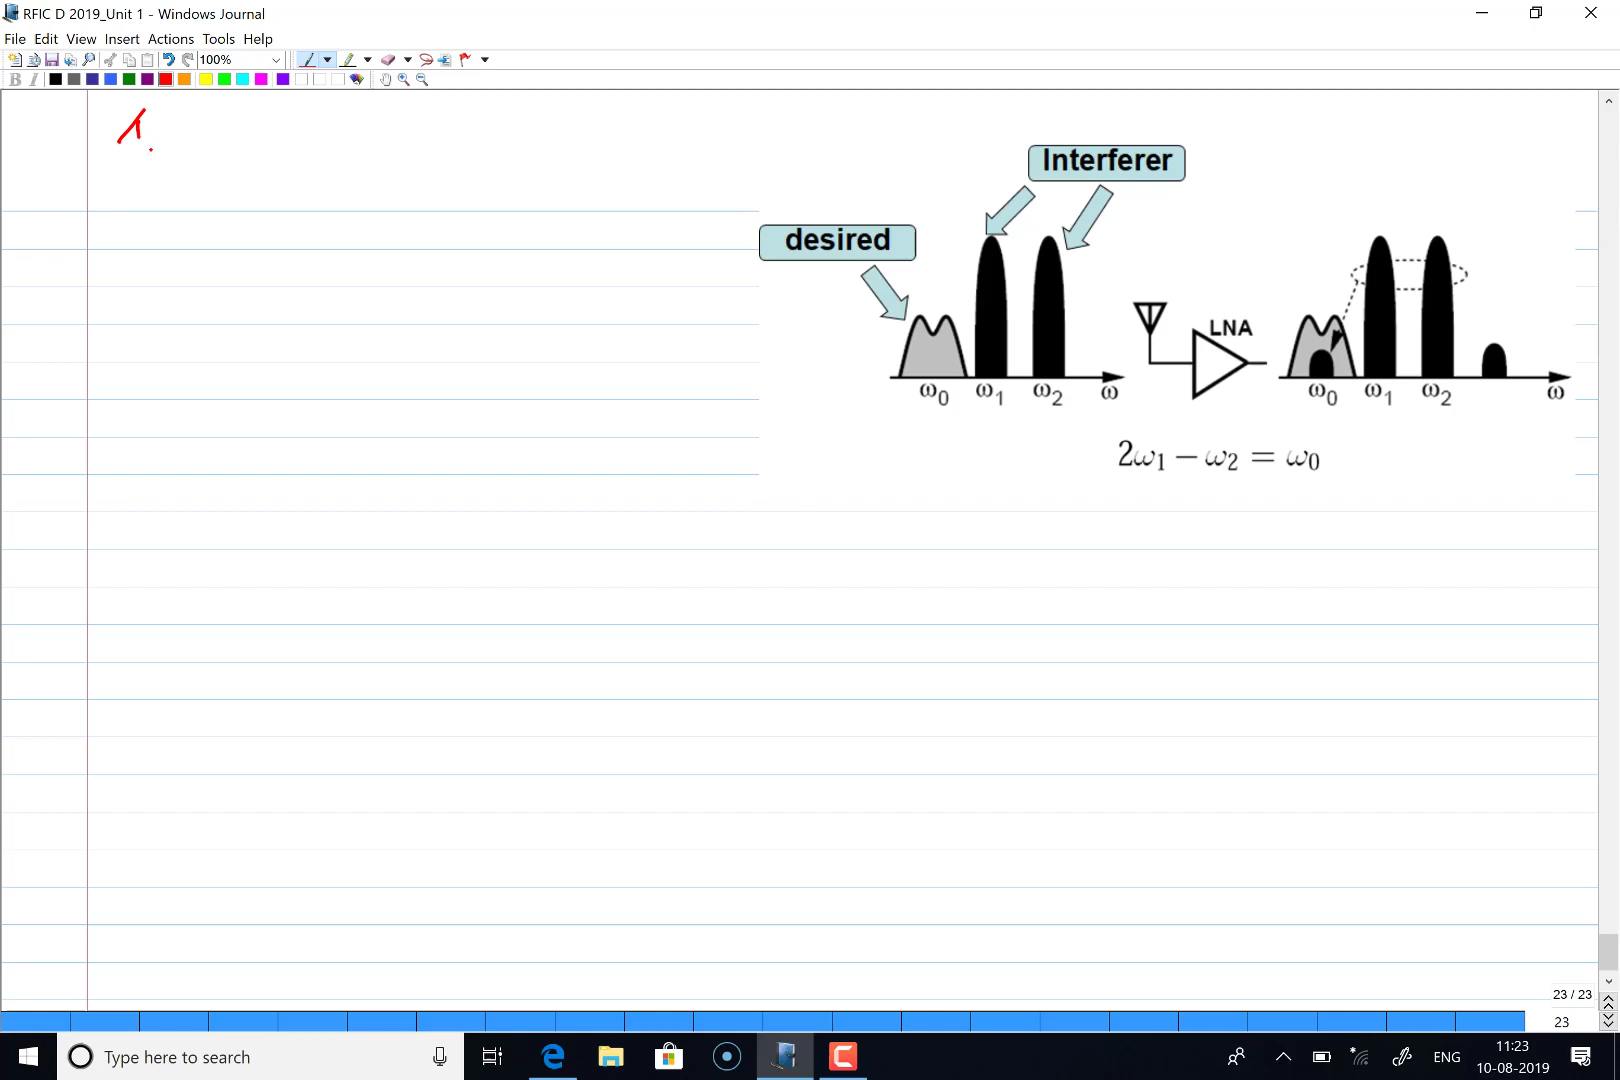 RFIC D 2019_Unit 1 - Windows Journal
File Edit View Insert Actions Tools Help
100%
B I
1.
Interferer
desired
LNA
ω0 ω1 ω2 ω
ω0 ω1 ω2 ω
2ω1 − ω2 = ω0
23 / 23
23
Type here to search
ENG
11:23
10-08-2019